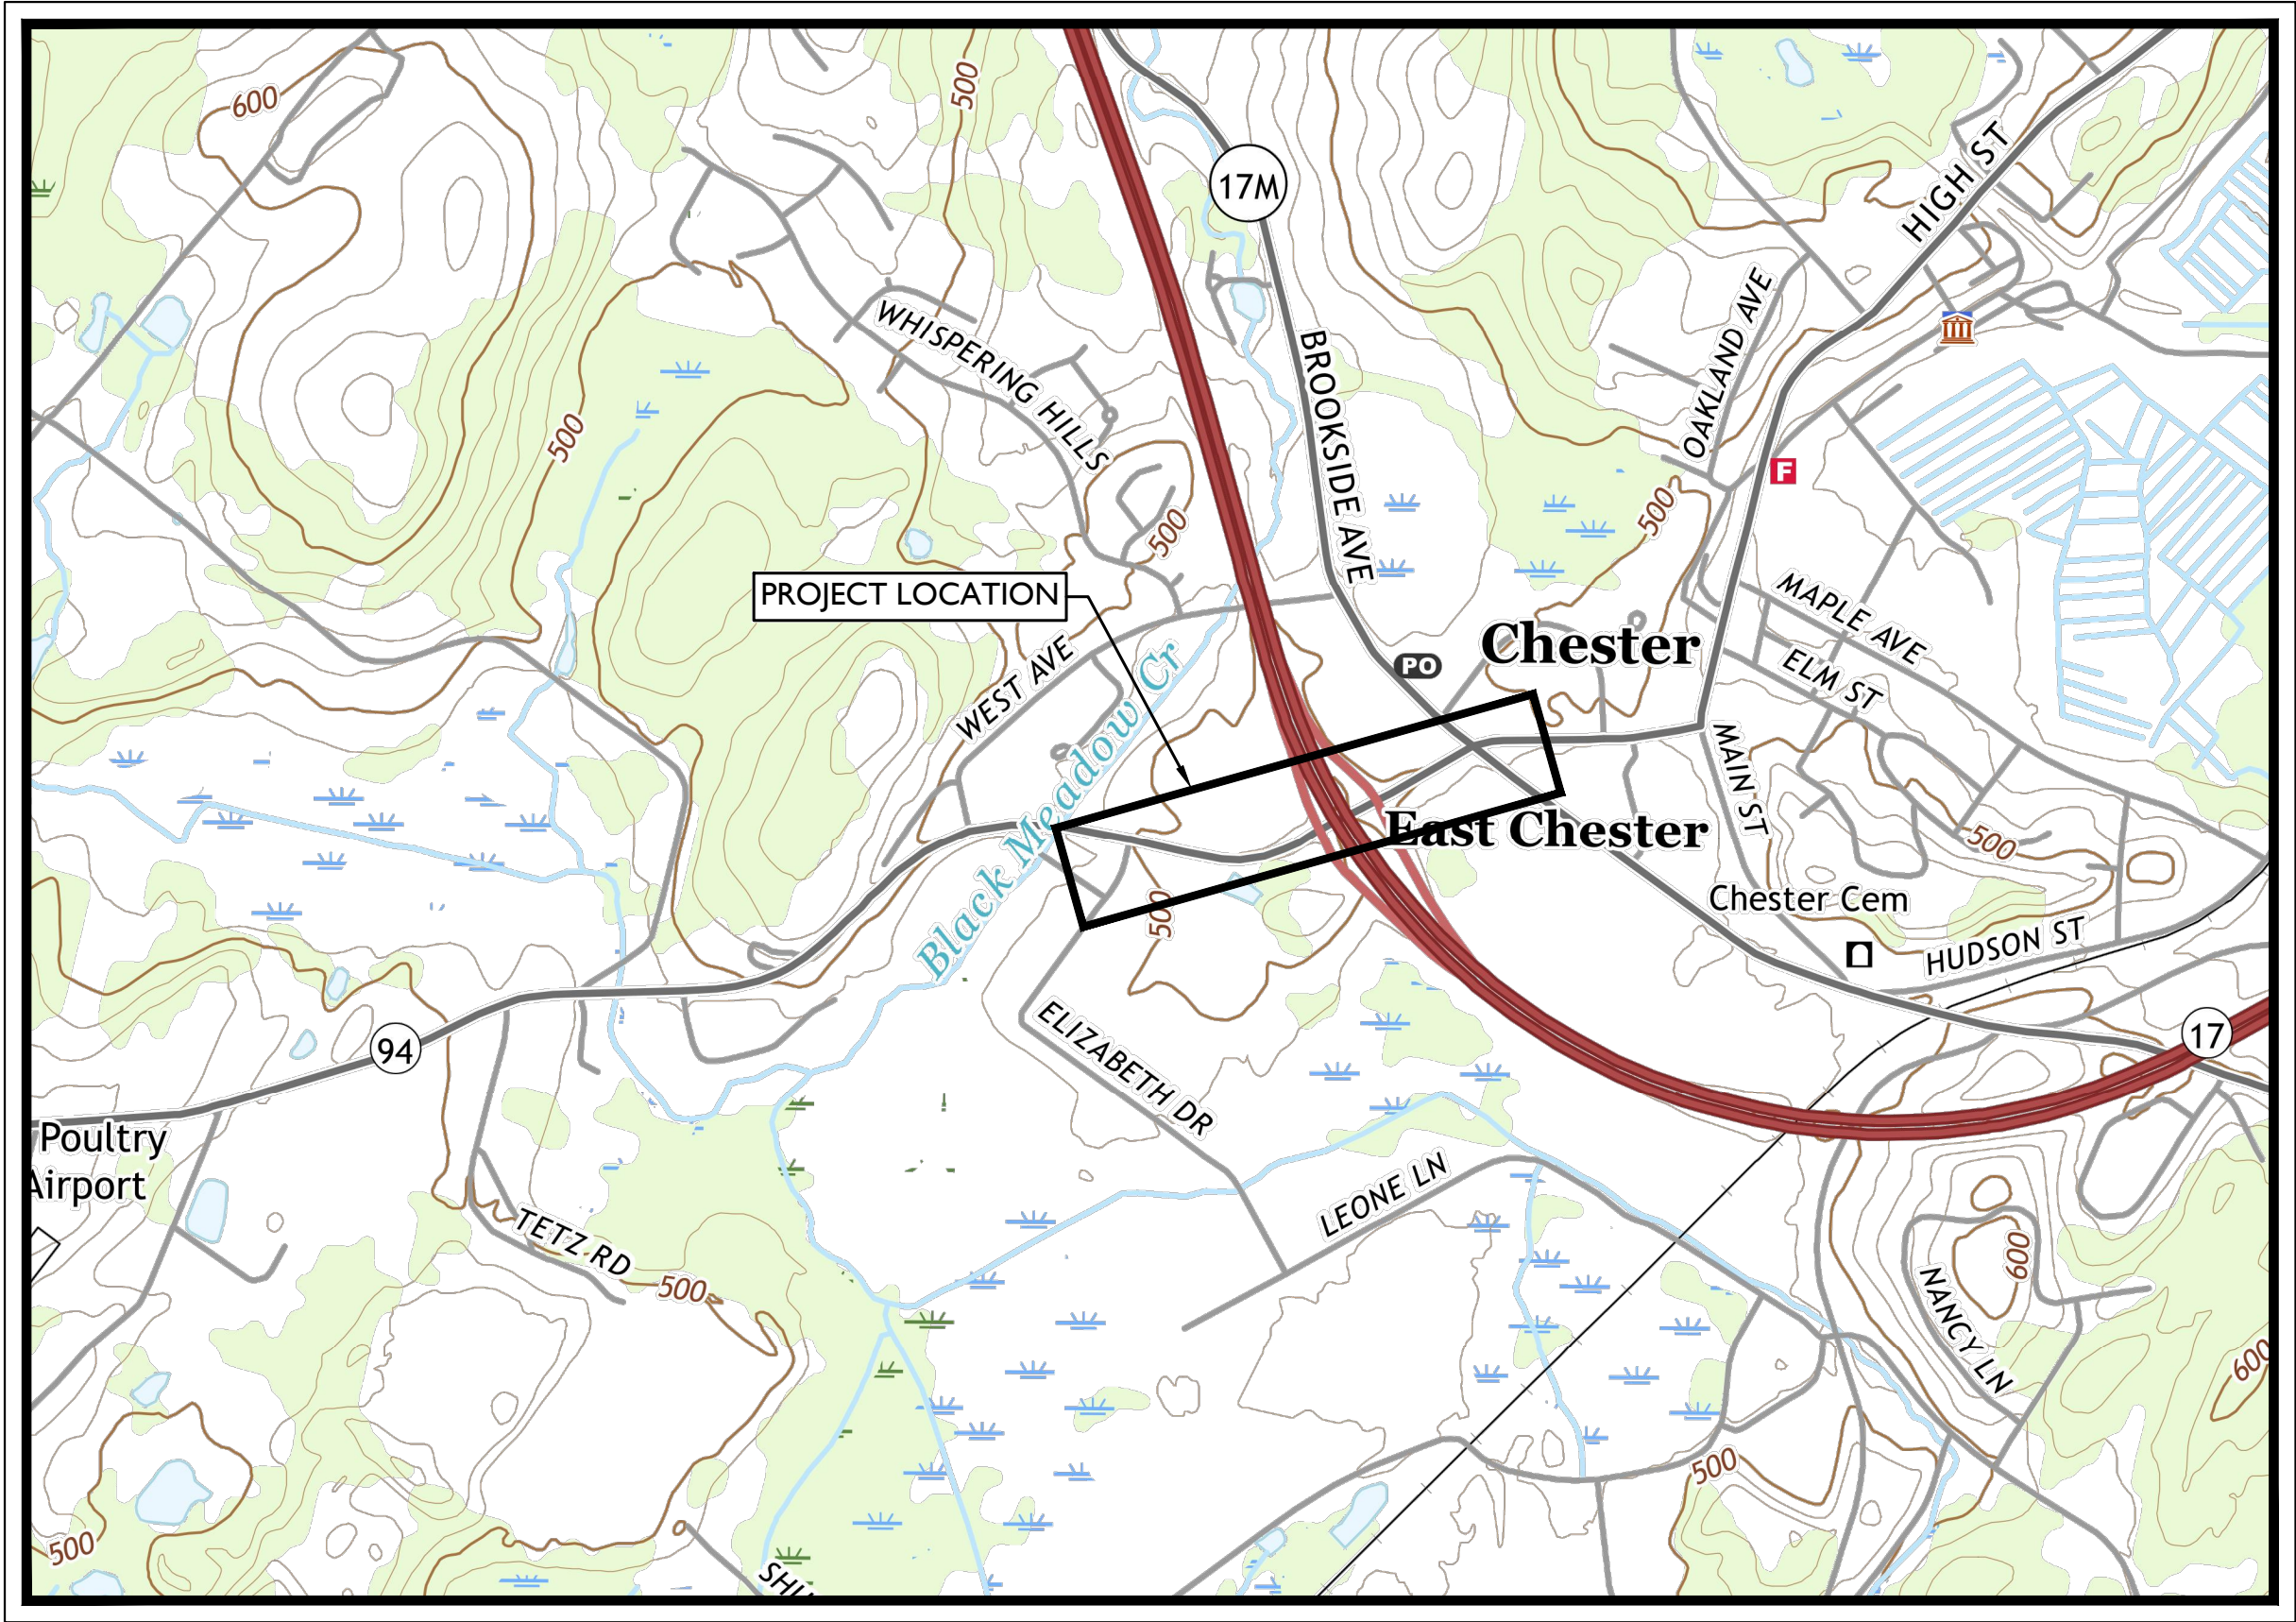 600
500
17M
HIGH ST
WHISPERING HILLS
OAKLAND AVE
BROOKSIDE AVE
500
F
500
500
PROJECT LOCATION
MAPLE AVE
Chester
PO
ELM ST
WEST AVE
Black Meadow Cr
MAIN ST
East Chester
500
500
Chester Cem
HUDSON ST
17
94
ELIZABETH DR
Poultry
Airport
LEONE LN
TETZ RD
500
600
NANCY LN
600
500
500